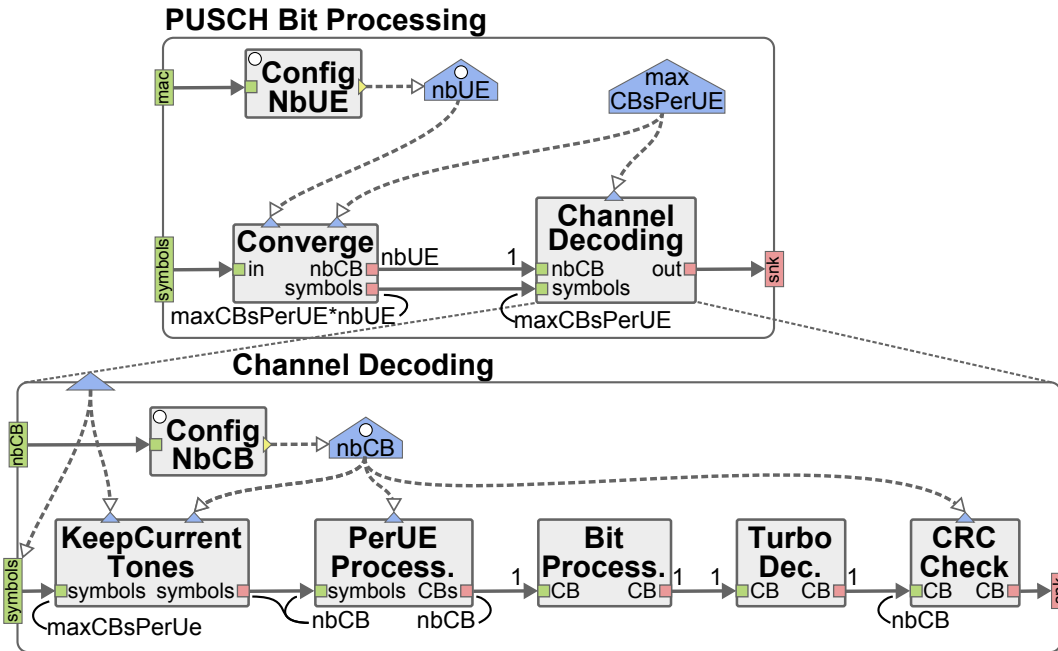 PUSCH Bit Processing
mac
Config
NbUE
nbUE
max
CBsPerUE
symbols
Converge
in
nbCB
symbols
nbUE
1
maxCBsPerUE*nbUE
Channel
Decoding
nbCB
out
symbols
maxCBsPerUE
snk
Channel Decoding
nbCB
Config
NbCB
nbCB
symbols
KeepCurrent
Tones
symbols symbols
maxCBsPerUe
nbCB
PerUE
Process.
symbols CBs
nbCB
1
Bit
Process.
CB CB
1
1
Turbo
Dec.
CB CB
1
nbCB
CRC
Check
CB CB
snk